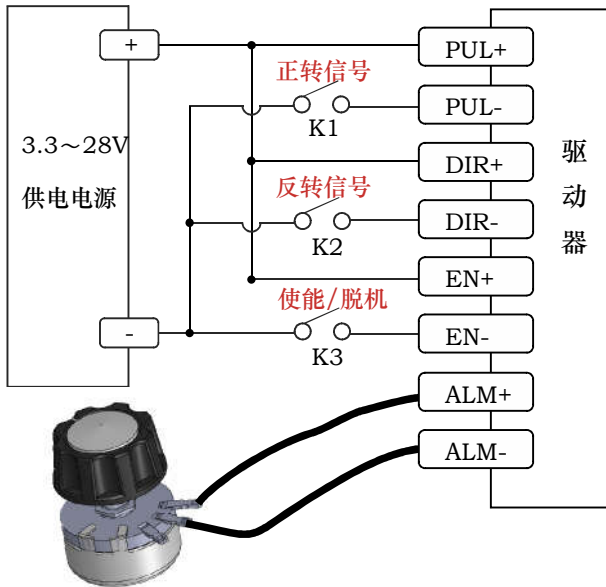 +
PUL+
正转信号
PUL-
K1
3.3～28V
供电电源
DIR+
反转信号
DIR-
K2
驱
动
器
EN+
使能/脱机
-
EN-
K3
ALM+
ALM-